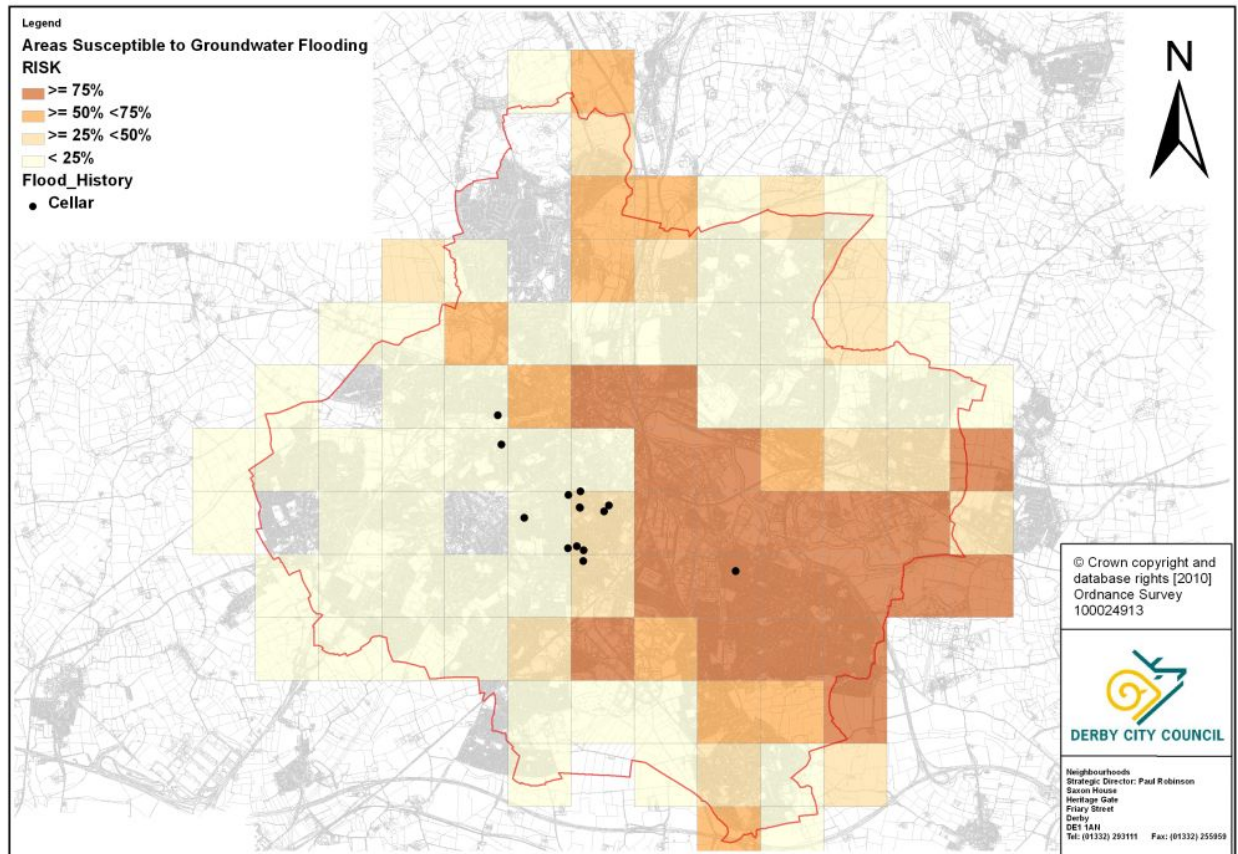 Legend
Areas Susceptible to Groundwater Flooding
RISK
>= 75%
>= 50% <75%
>= 25% <50%
< 25%
Flood_History
Cellar
N
© Crown copyright and
database rights [2010]
Ordnance Survey
100024913
DERBY CITY COUNCIL
Neighbourhoods
Strategic Director: Paul Robinson
Saxon House
Heritage Gate
Friary Street
Derby
DE1 1AN
Tel: (01332) 293111 Fax: (01332) 255959